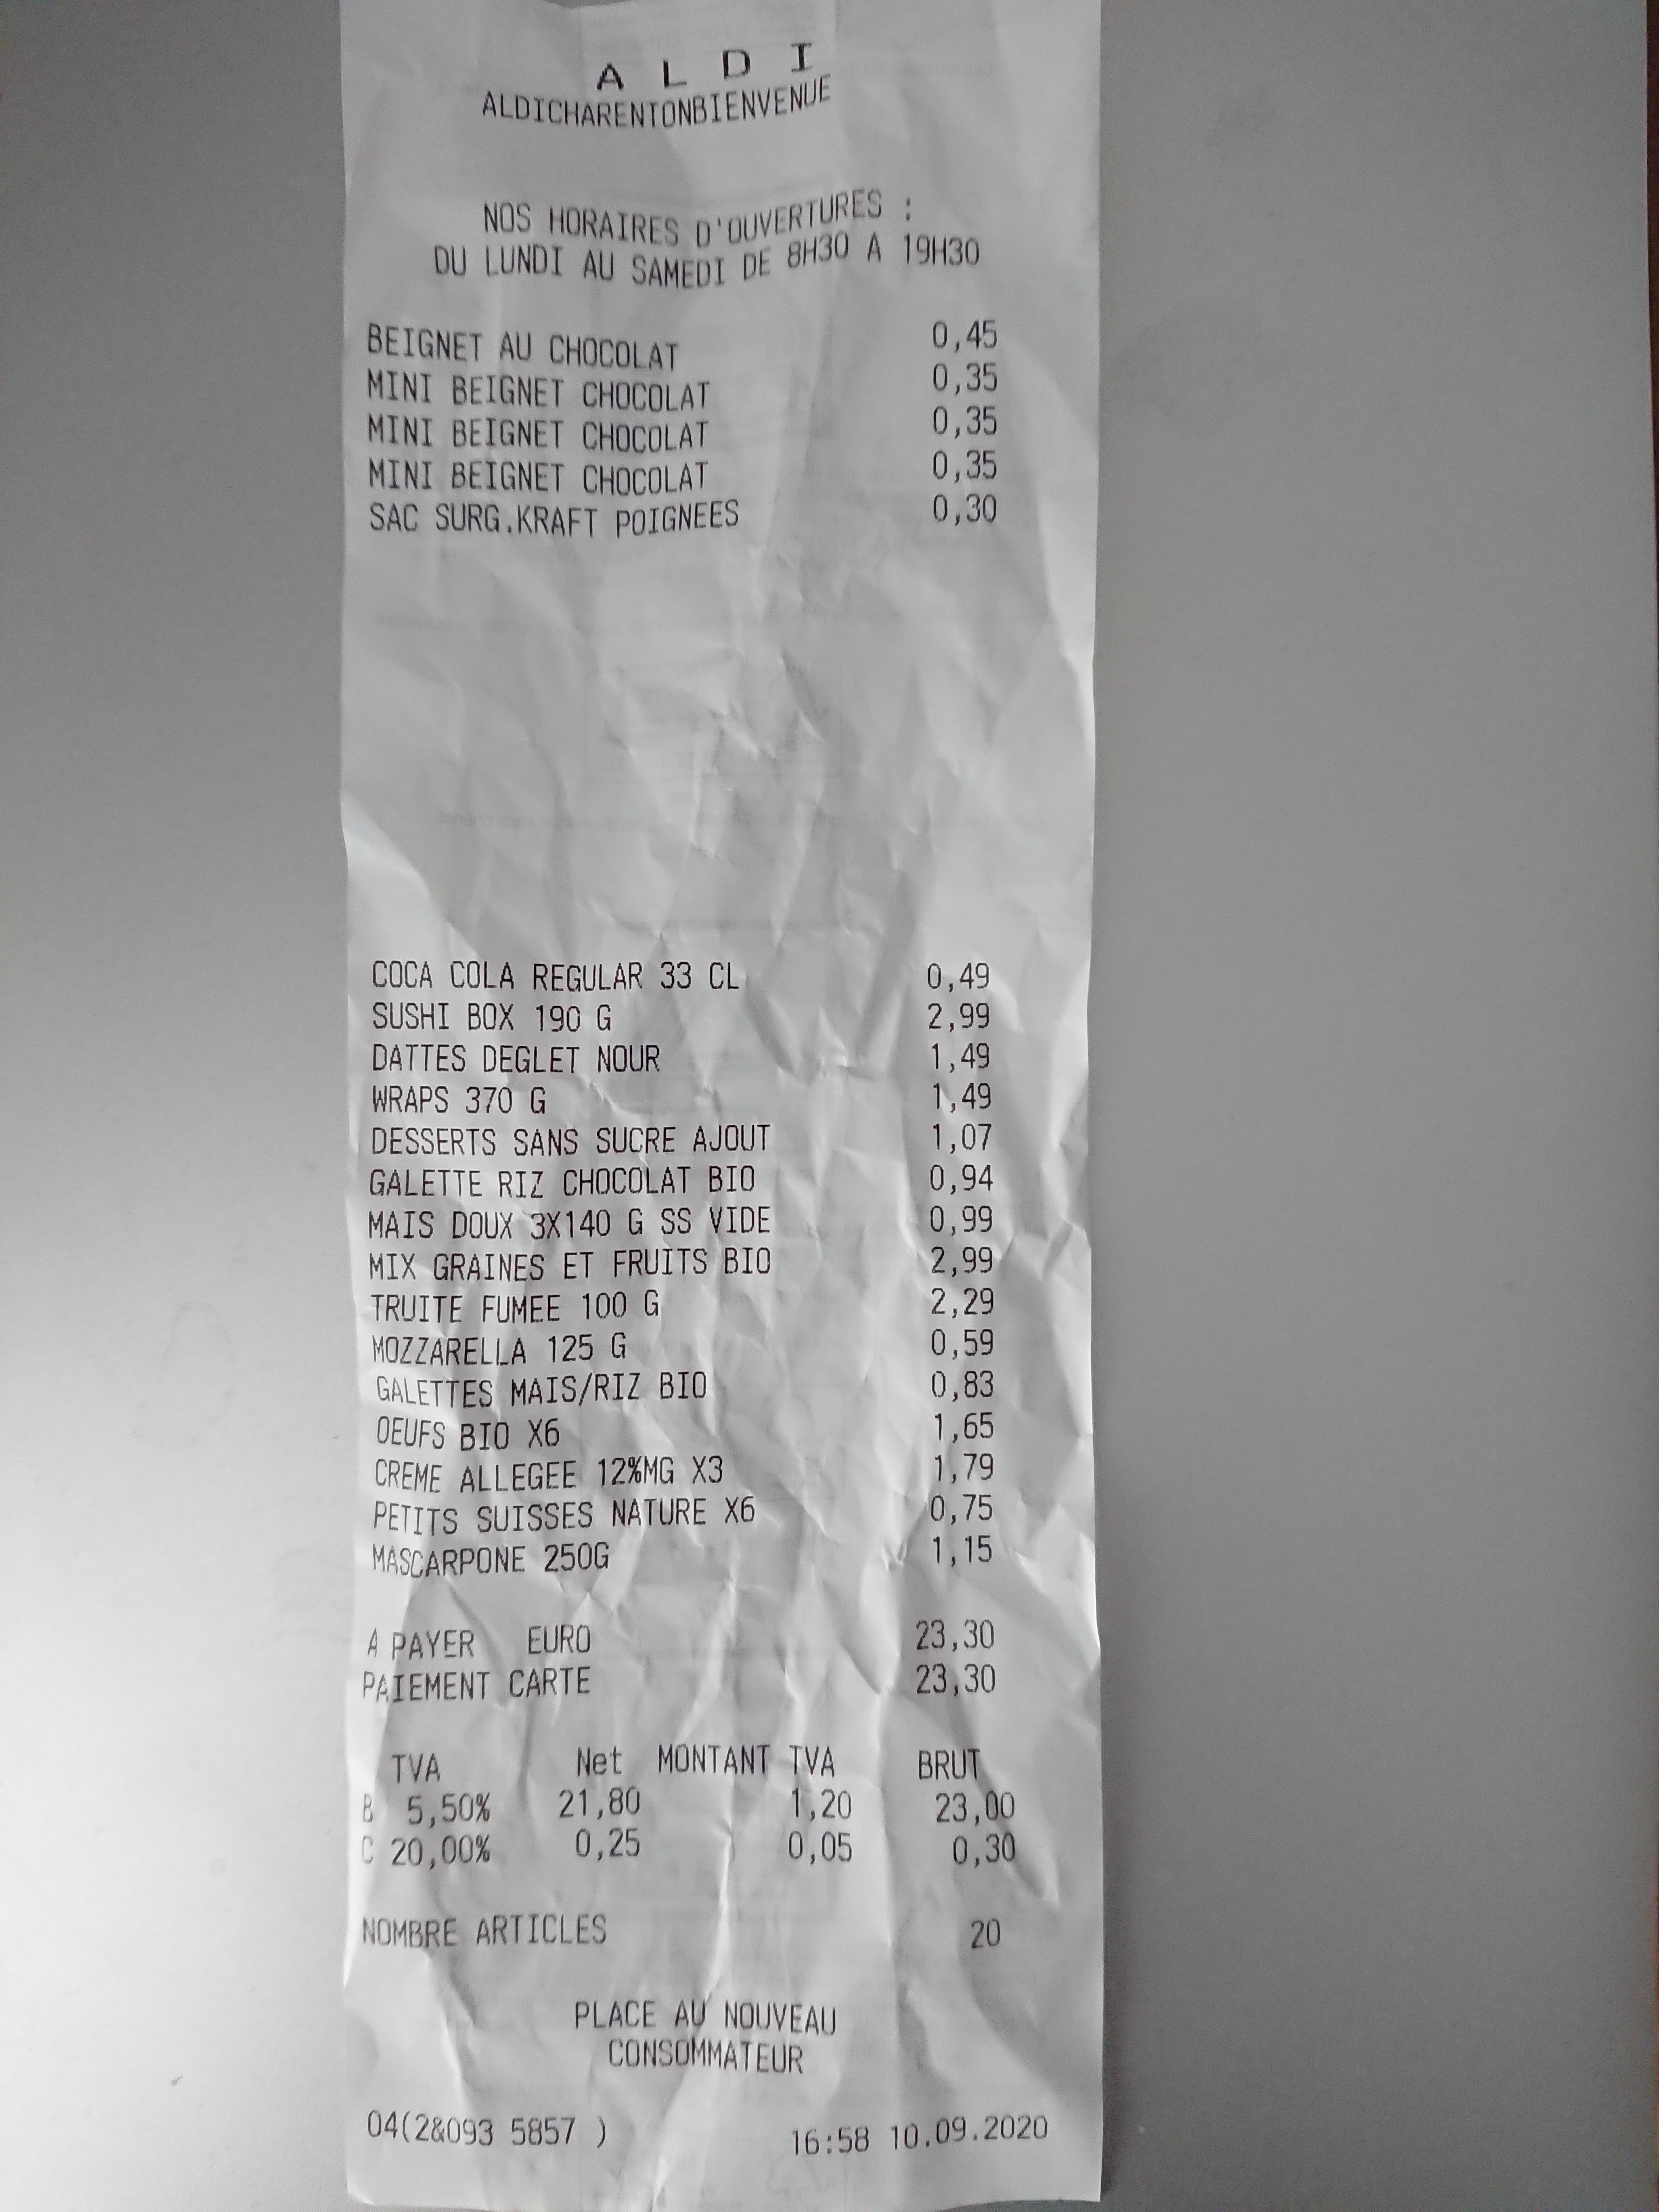 A L D I
ALDICHARENTONBIENVENUE
NOS HORAIRES D'OUVERTURES :
DU LUNDI AU SAMEDI DE 8H30 A 19H30
BEIGNET AU CHOCOLAT 0,45
MINI BEIGNET CHOCOLAT 0,35
MINI BEIGNET CHOCOLAT 0,35
MINI BEIGNET CHOCOLAT 0,35
SAC SURG.KRAFT POIGNEES 0,30
COCA COLA REGULAR 33 CL 0,49
SUSHI BOX 190 G 2,99
DATTES DEGLET NOUR 1,49
WRAPS 370 G 1,49
DESSERTS SANS SUCRE AJOUT 1,07
GALETTE RIZ CHOCOLAT BIO 0,94
MAIS DOUX 3X140 G SS VIDE 0,99
MIX GRAINES ET FRUITS BIO 2,99
TRUITE FUMEE 100 G 2,29
MOZZARELLA 125 G 0,59
GALETTES MAIS/RIZ BIO 0,83
OEUFS BIO X6 1,65
CREME ALLEGEE 12%MG X3 1,79
PETITS SUISSES NATURE X6 0,75
MASCARPONE 250G 1,15
A PAYER EURO 23,30
PAIEMENT CARTE 23,30
TVA Net MONTANT TVA BRUT
B 5,50% 21,80 1,20 23,00
C 20,00% 0,25 0,05 0,30
NOMBRE ARTICLES 20
PLACE AU NOUVEAU
CONSOMMATEUR
04(2&093 5857 ) 16:58 10.09.2020